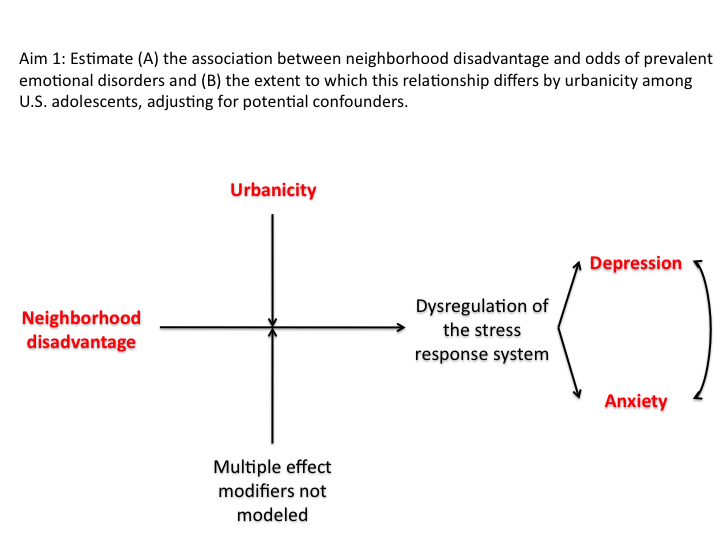 Aim 1: Estimate (A) the association between neighborhood disadvantage and odds of prevalent
emotional disorders and (B) the extent to which this relationship differs by urbanicity among
U.S. adolescents, adjusting for potential confounders.
Urbanicity
Neighborhood
disadvantage
Dysregulation of
the stress
response system
Depression
Anxiety
Multiple effect
modifiers not
modeled